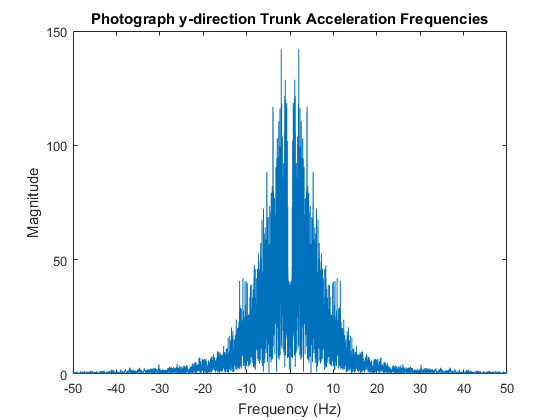 Photograph y-direction Trunk Acceleration Frequencies
150
100
50
0
Magnitude
-50 -40 -30 -20 -10 0 10 20 30 40 50
Frequency (Hz)